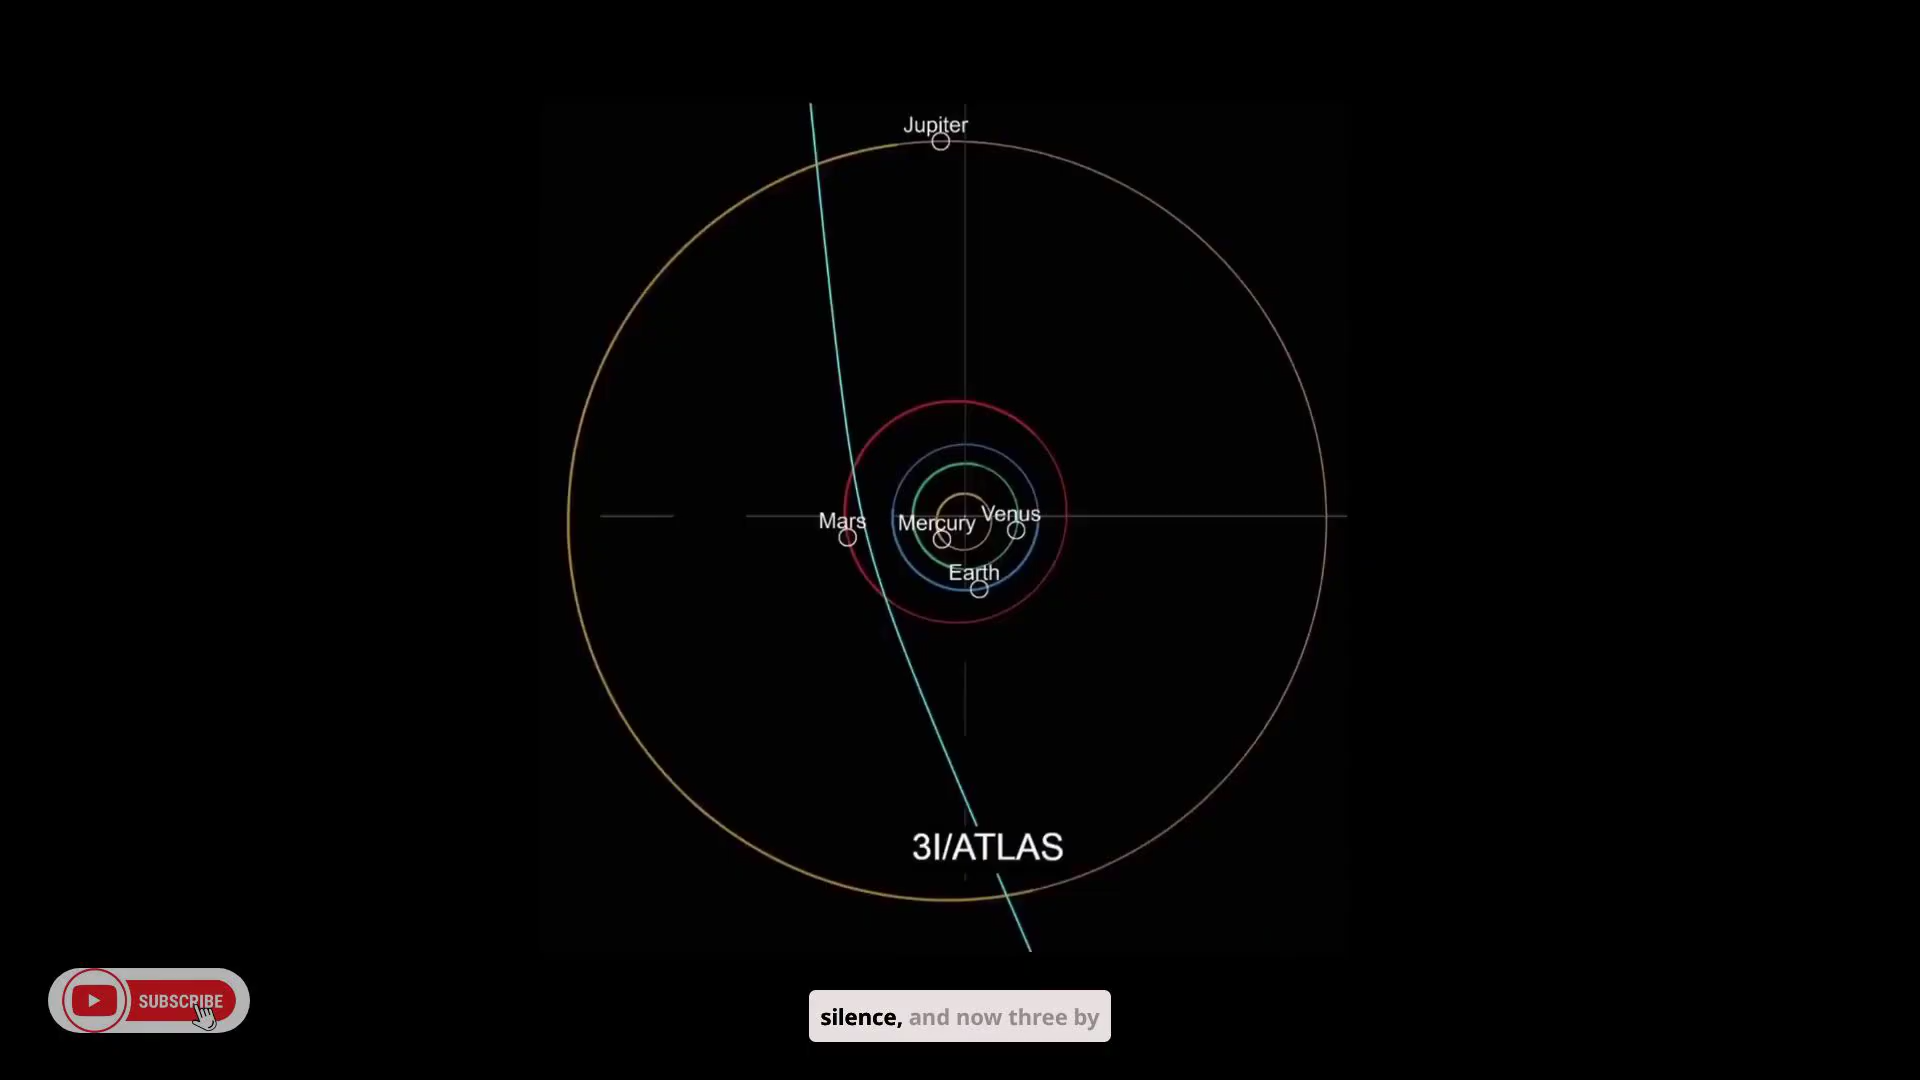 Jupiter
Mars
Mercury
Venus
Earth
3I/ATLAS
SUBSCRIBE
silence, and now three by